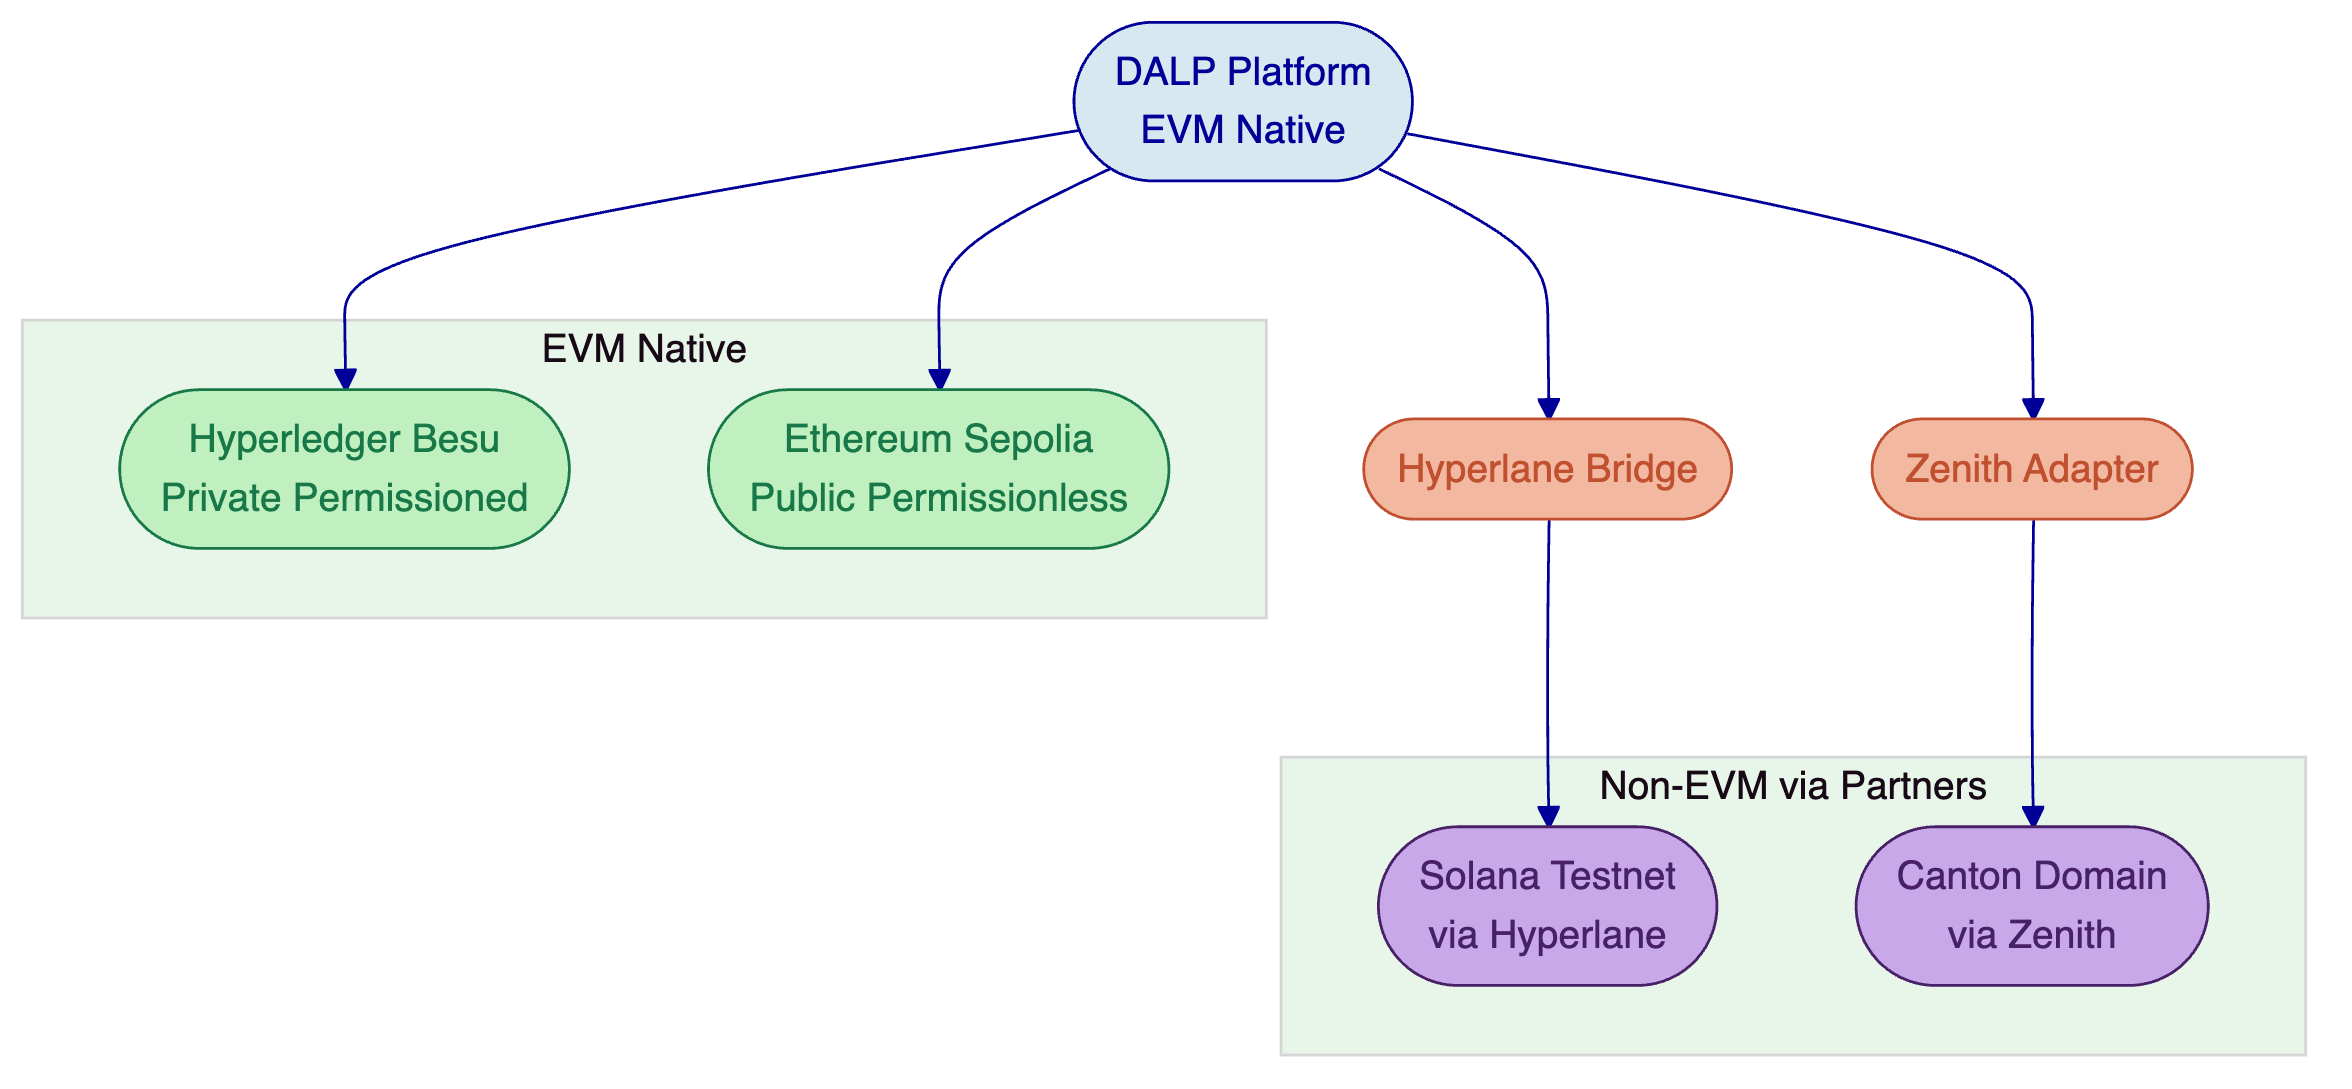 DALP Platform
EVM Native
EVM Native
Hyperledger Besu
Private Permissioned
Ethereum Sepolia
Public Permissionless
Hyperlane Bridge
Zenith Adapter
Non-EVM via Partners
Solana Testnet
via Hyperlane
Canton Domain
via Zenith